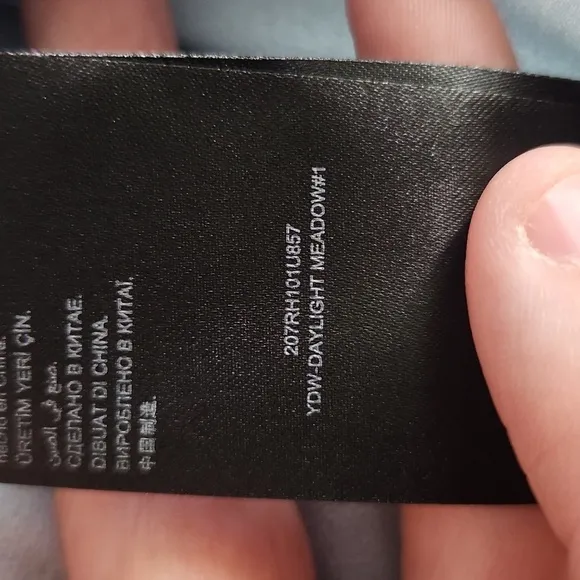 ÜRETİM YERİ ÇİN.
صنع في الصين.
СДЕЛАНО В КИТАЕ.
DIBUAT DI CHINA.
ВИРОБЛЕНО В КИТАЇ.
中国制造.
207RH101U857
YDW-DAYLIGHT MEADOW#1